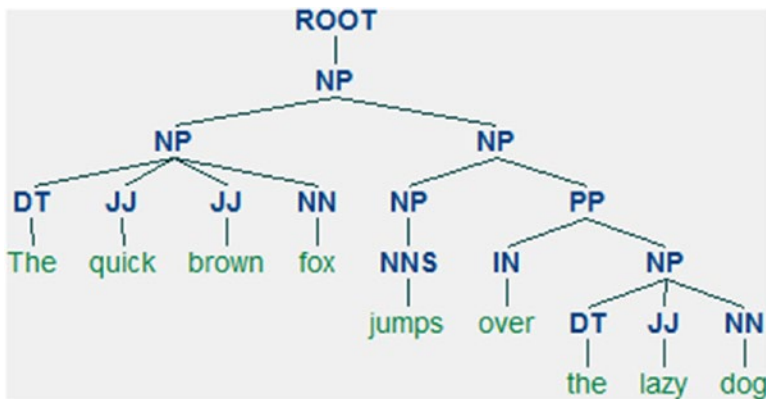 ROOT
NP
NP NP
DT JJ JJ NN NP PP
The quick brown fox NNS IN NP
jumps over DT JJ NN
the lazy dog